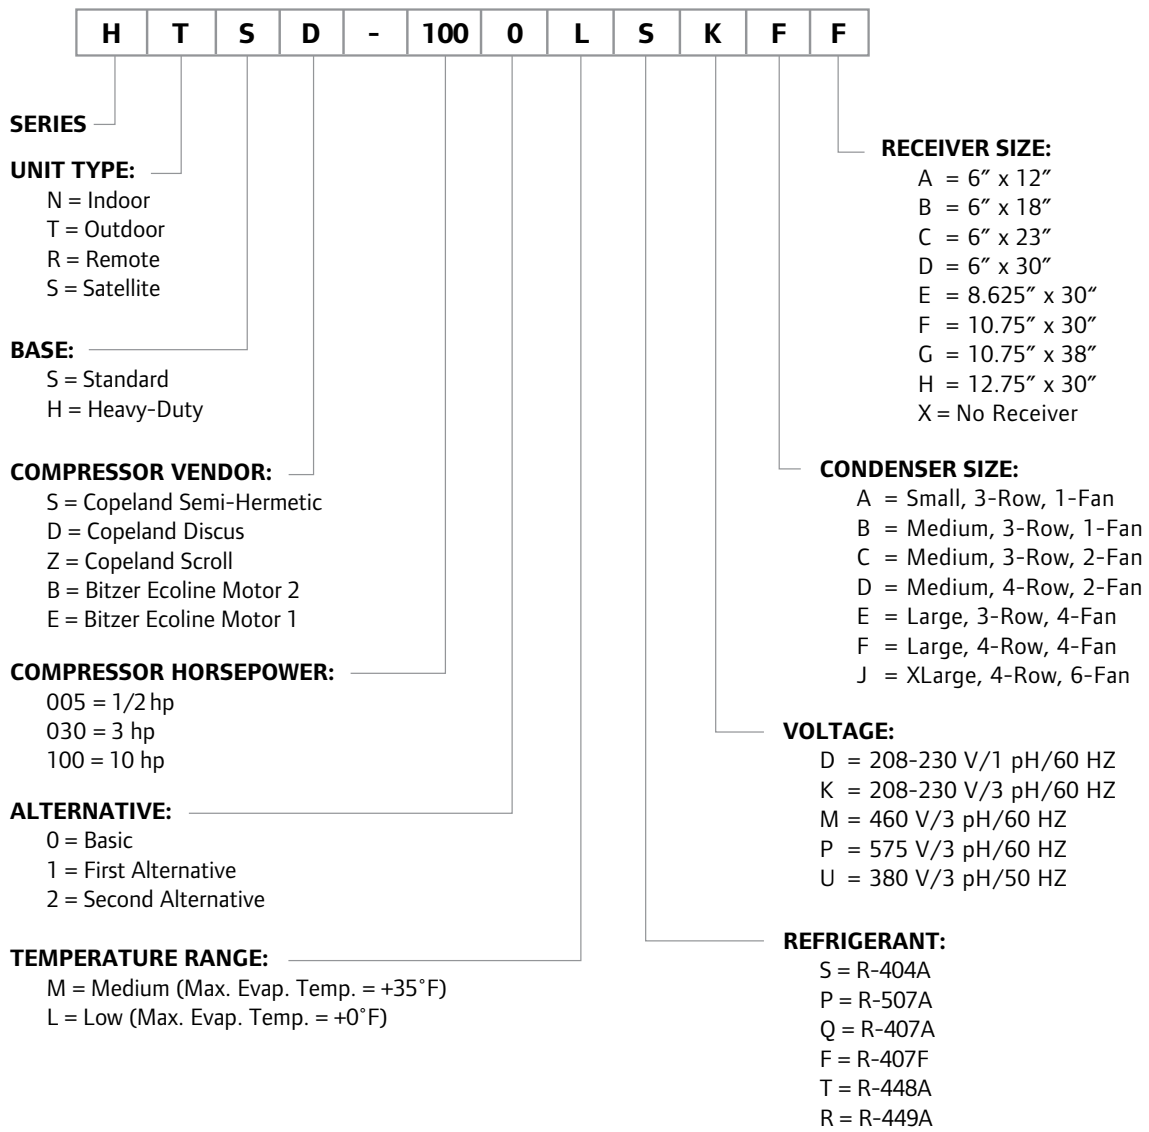 H T S D - 100 0 L S K F F
SERIES
UNIT TYPE:
N = Indoor
T = Outdoor
R = Remote
S = Satellite
BASE:
S = Standard
H = Heavy-Duty
COMPRESSOR VENDOR:
S = Copeland Semi-Hermetic
D = Copeland Discus
Z = Copeland Scroll
B = Bitzer Ecoline Motor 2
E = Bitzer Ecoline Motor 1
COMPRESSOR HORSEPOWER:
005 = 1/2 hp
030 = 3 hp
100 = 10 hp
ALTERNATIVE:
0 = Basic
1 = First Alternative
2 = Second Alternative
TEMPERATURE RANGE:
M = Medium (Max. Evap. Temp. = +35˚F)
L = Low (Max. Evap. Temp. = +0˚F)
RECEIVER SIZE:
A = 6″ x 12″
B = 6″ x 18″
C = 6″ x 23″
D = 6″ x 30″
E = 8.625″ x 30″
F = 10.75″ x 30″
G = 10.75″ x 38″
H = 12.75″ x 30″
X = No Receiver
CONDENSER SIZE:
A = Small, 3-Row, 1-Fan
B = Medium, 3-Row, 1-Fan
C = Medium, 3-Row, 2-Fan
D = Medium, 4-Row, 2-Fan
E = Large, 3-Row, 4-Fan
F = Large, 4-Row, 4-Fan
J = XLarge, 4-Row, 6-Fan
VOLTAGE:
D = 208-230 V/1 pH/60 HZ
K = 208-230 V/3 pH/60 HZ
M = 460 V/3 pH/60 HZ
P = 575 V/3 pH/60 HZ
U = 380 V/3 pH/50 HZ
REFRIGERANT:
S = R-404A
P = R-507A
Q = R-407A
F = R-407F
T = R-448A
R = R-449A